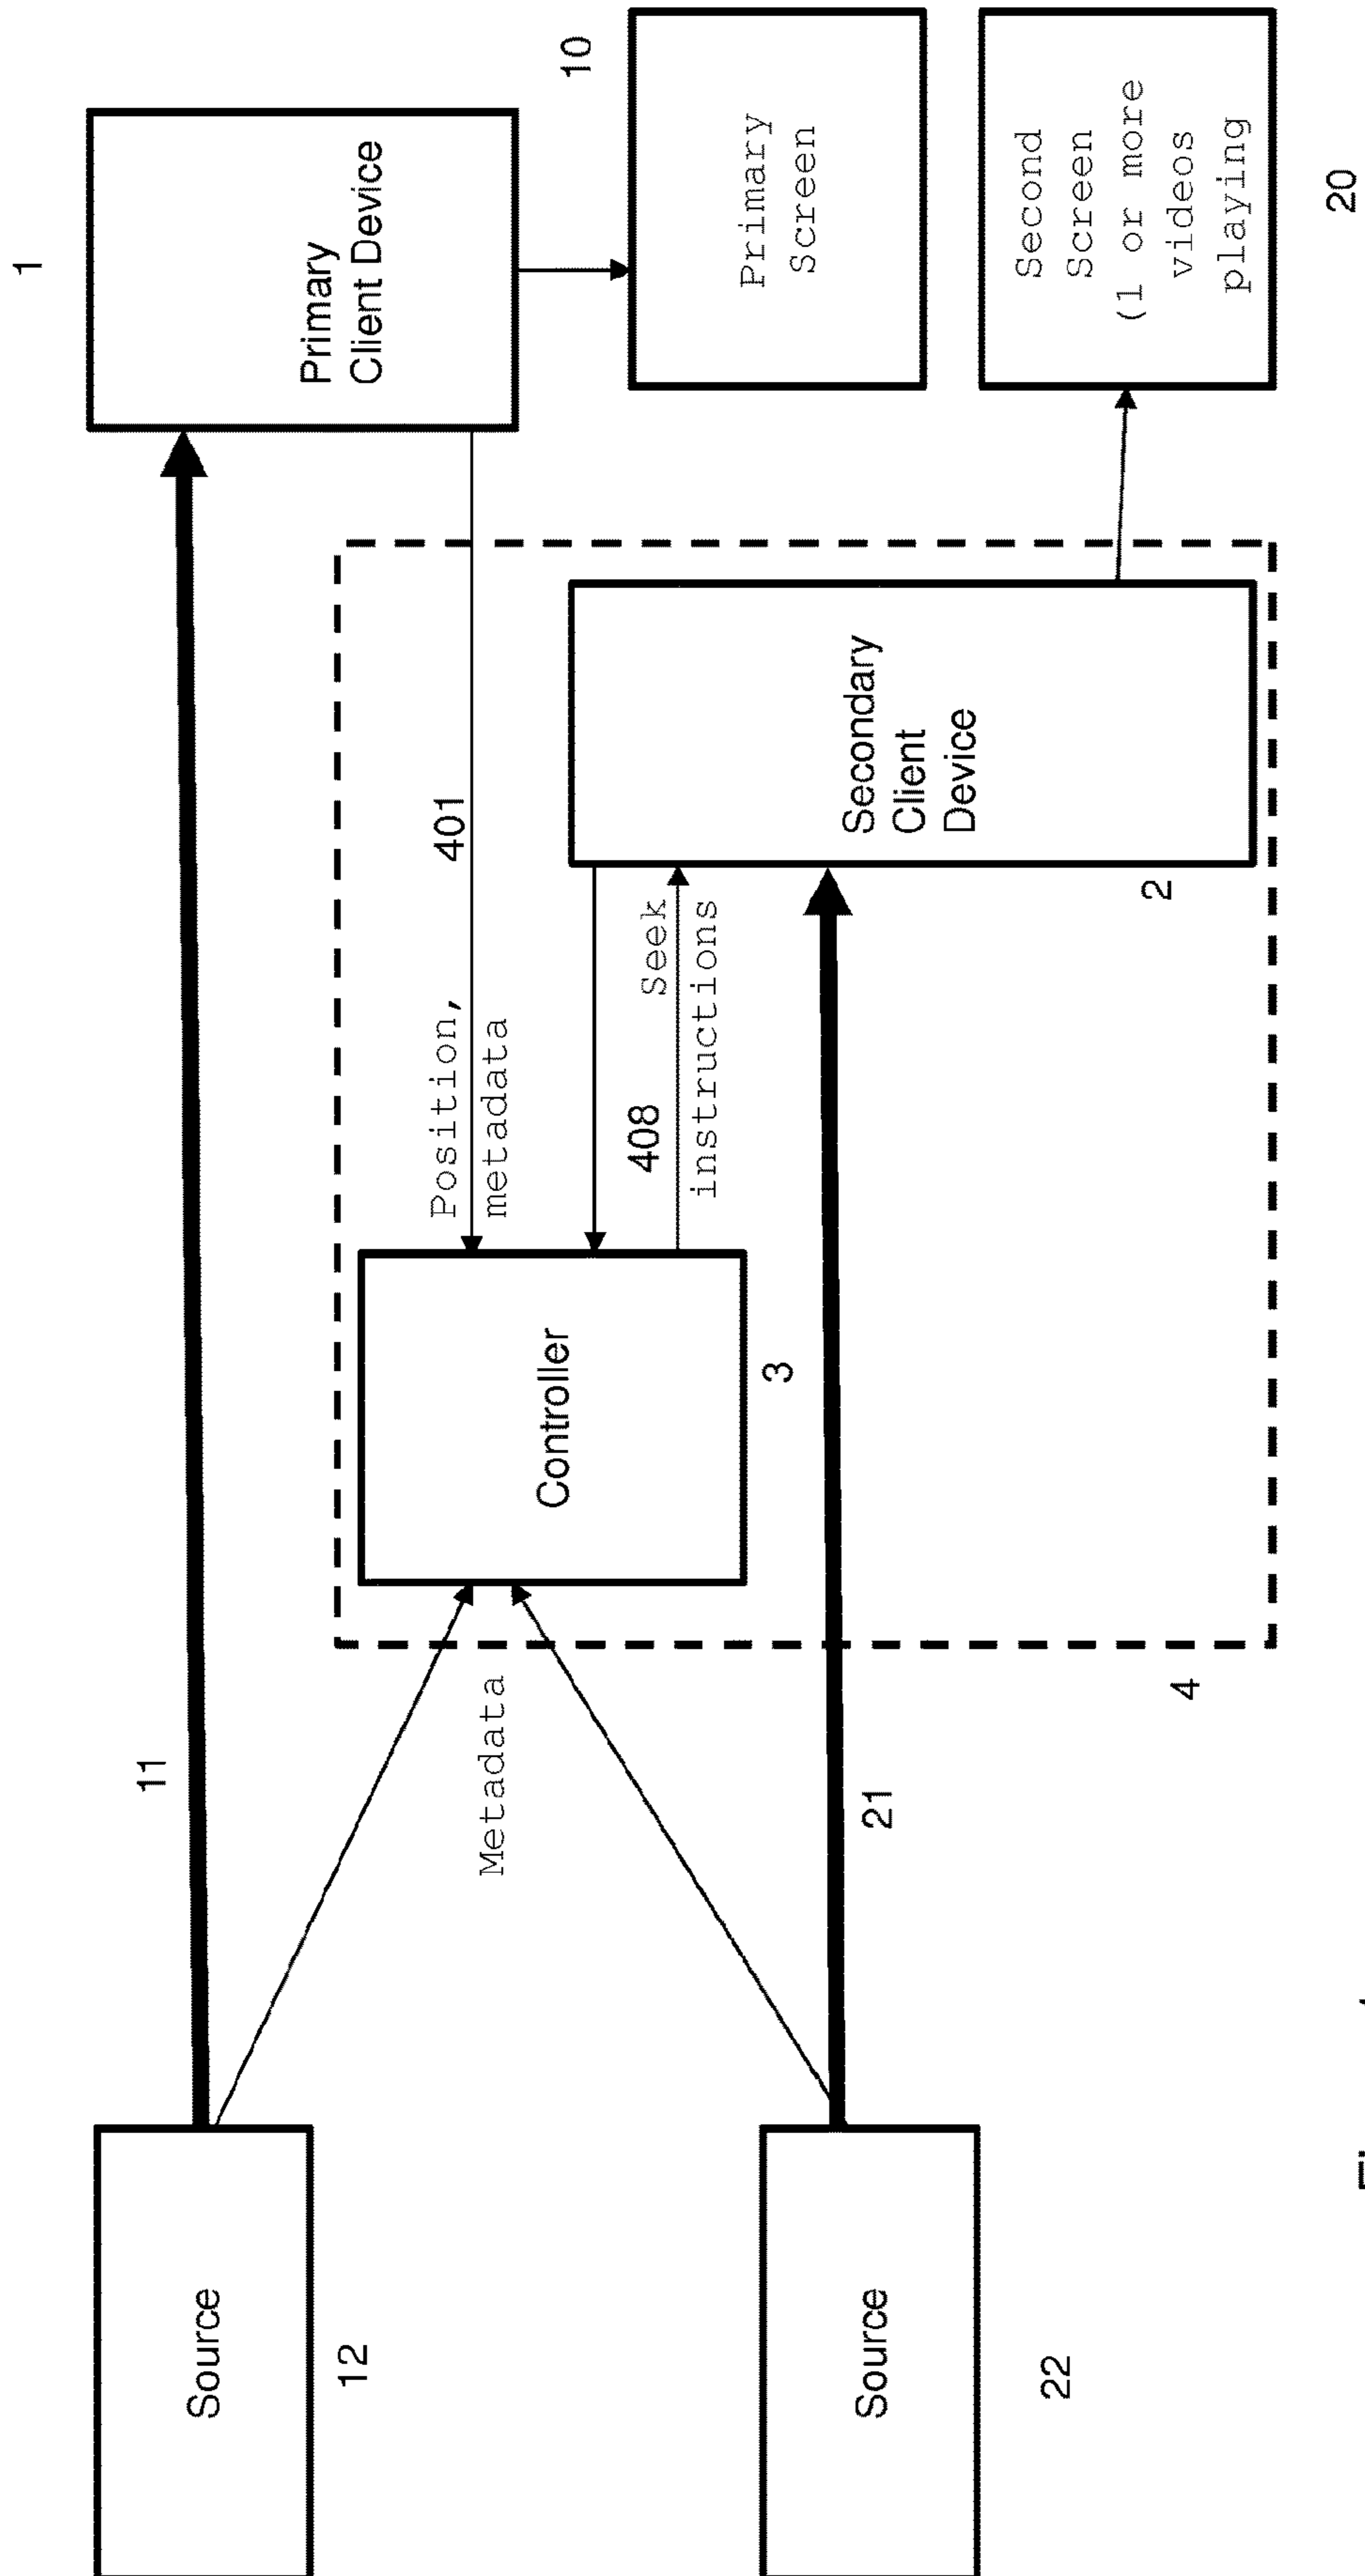 1
Primary
Client Device
10
Primary
Screen
Second
Screen
(1 or more
videos
playing
20
11
401
Position,
metadata
408
Seek
instructions
Secondary
Client
Device
2
Controller
3
4
Metadata
21
Source
12
Source
22